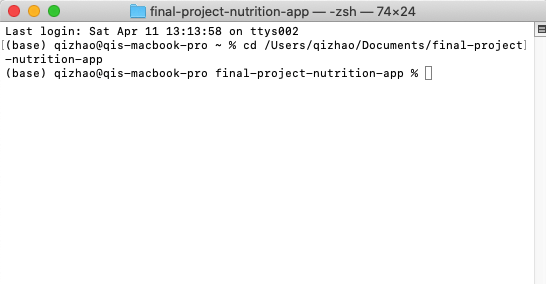 final-project-nutrition-app — -zsh — 74×24
Last login: Sat Apr 11 13:13:58 on ttys002
[(base) qizhao@qis-macbook-pro ~ % cd /Users/qizhao/Documents/final-project]
-nutrition-app
(base) qizhao@qis-macbook-pro final-project-nutrition-app %